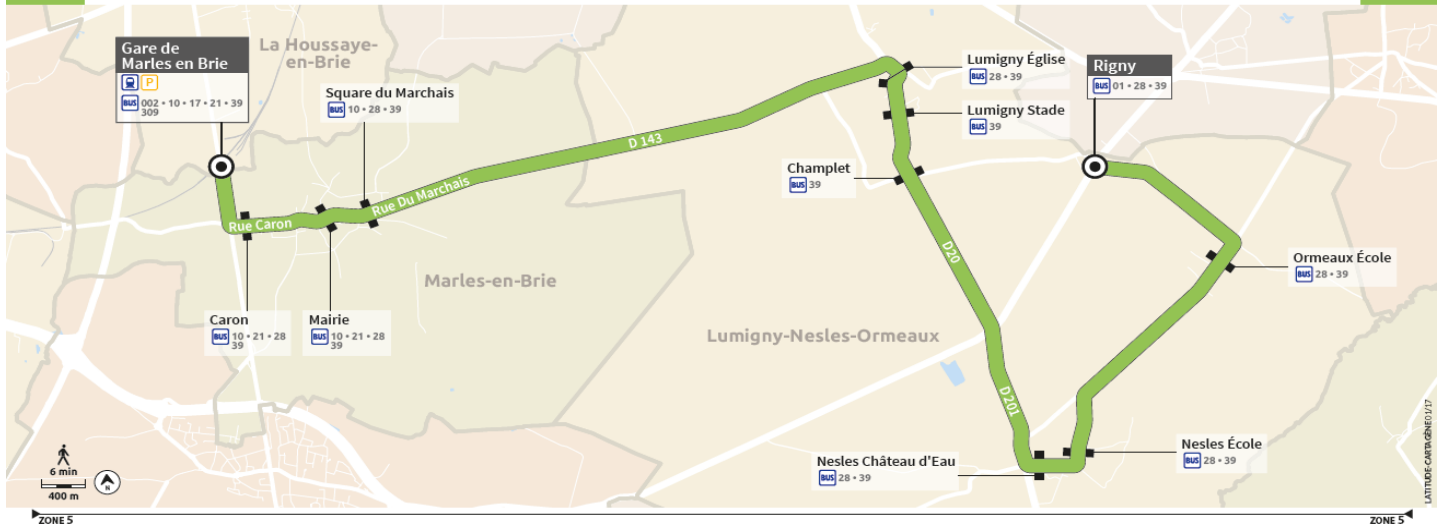 Gare de
Marles en Brie
P
BUS 002 • 10 • 17 • 21 • 39
309
La Houssaye-
en-Brie
Square du Marchais
BUS 10 • 28 • 39
Lumigny Église
BUS 28 • 39
Rigny
BUS 01 • 28 • 39
Lumigny Stade
BUS 39
D 143
Champlet
BUS 39
Rue Du Marchais
Rue Caron
D20
Ormeaux École
BUS 28 • 39
Marles-en-Brie
Caron
BUS 10 • 21 • 28
39
Mairie
BUS 10 • 21 • 28
39
Lumigny-Nesles-Ormeaux
D201
Nesles École
BUS 28 • 39
Nesles Château d'Eau
BUS 28 • 39
6 min
400 m
N
LATITUDE-CARTAGÈNE01/17
ZONE 5
ZONE 5